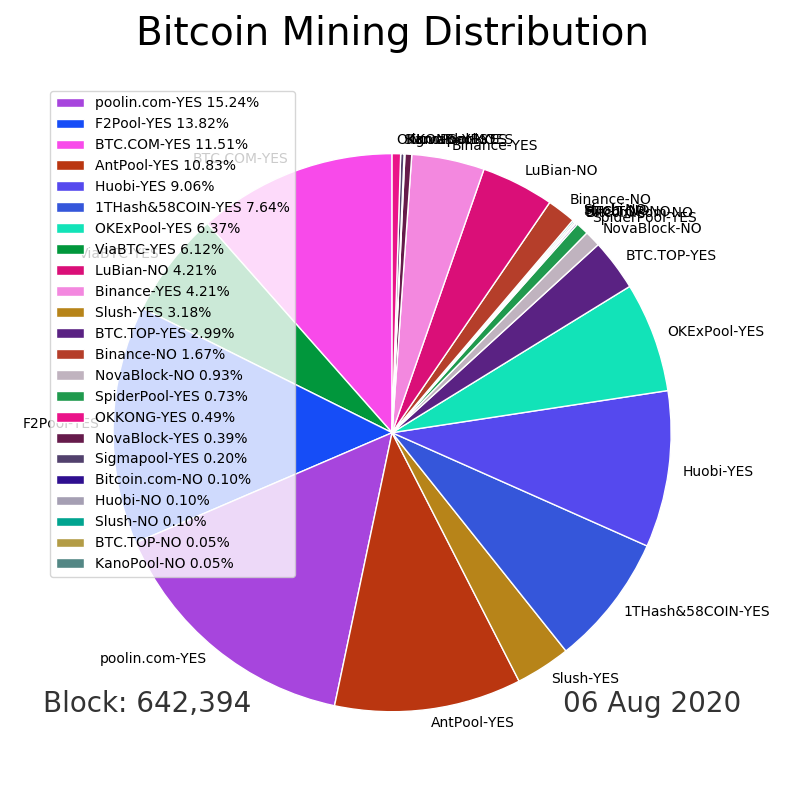 Bitcoin Mining Distribution
poolin.com-YES 15.24%
F2Pool-YES 13.82%
BTC.COM-YES 11.51%
AntPool-YES 10.83%
Huobi-YES 9.06%
1THash&58COIN-YES 7.64%
OKExPool-YES 6.37%
ViaBTC-YES 6.12%
LuBian-NO 4.21%
Binance-YES 4.21%
Slush-YES 3.18%
BTC.TOP-YES 2.99%
Binance-NO 1.67%
NovaBlock-NO 0.93%
SpiderPool-YES 0.73%
OKKONG-YES 0.49%
NovaBlock-YES 0.39%
Sigmapool-YES 0.20%
Bitcoin.com-NO 0.10%
Huobi-NO 0.10%
Slush-NO 0.10%
BTC.TOP-NO 0.05%
KanoPool-NO 0.05%
BTC.COM-YES
ViaBTC-YES
F2Pool-YES
poolin.com-YES
Binance-YES
LuBian-NO
Binance-NO
SpiderPool-YES
NovaBlock-NO
BTC.TOP-YES
OKExPool-YES
Huobi-YES
1THash&58COIN-YES
Slush-YES
AntPool-YES
Block: 642,394
06 Aug 2020